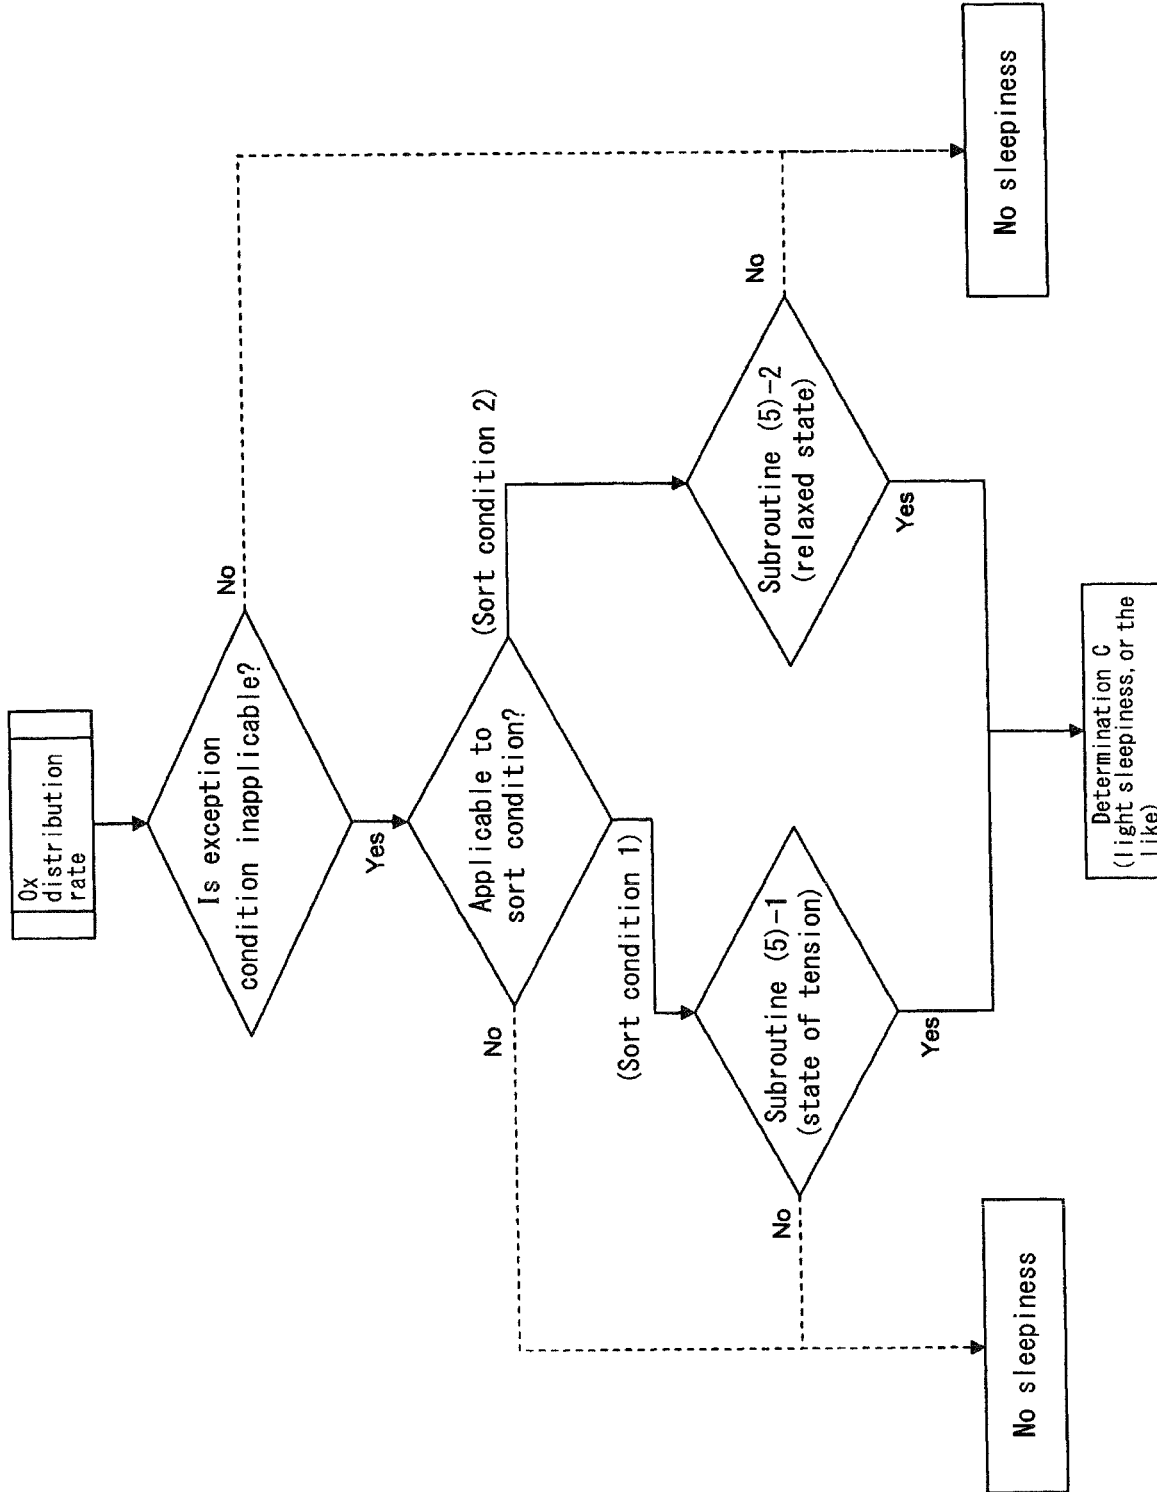 Ox
distribution
rate
Is exception
condition inapplicable?
No
Yes
Applicable to
sort condition?
No
(Sort condition 2)
(Sort condition 1)
Subroutine (5)-1
(state of tension)
No
Yes
Subroutine (5)-2
(relaxed state)
No
Yes
No sleepiness
Determination C
(light sleepiness, or the
like)
No sleepiness